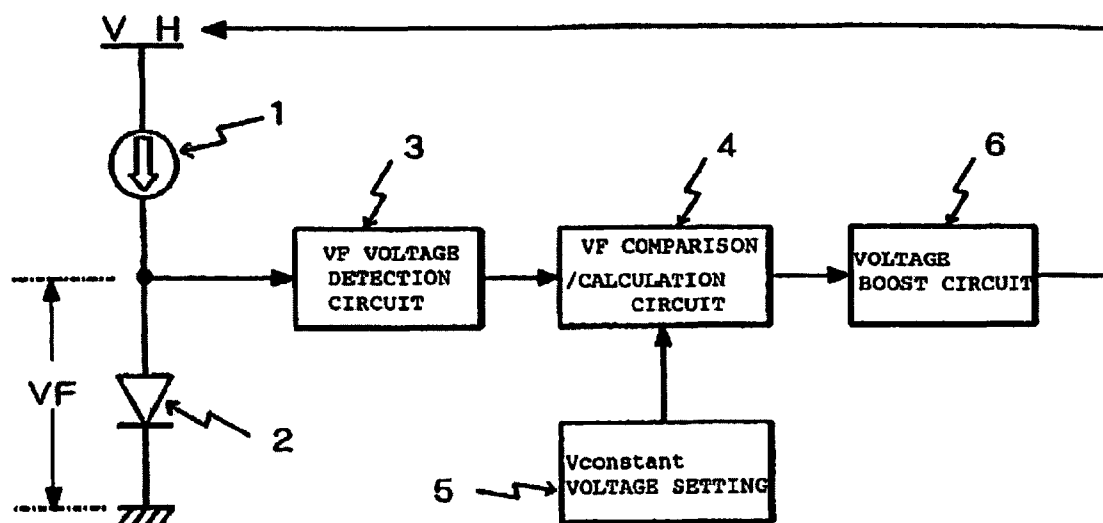 V H
1
3
4
6
VF VOLTAGE
DETECTION
CIRCUIT
VF COMPARISON
/CALCULATION
CIRCUIT
VOLTAGE
BOOST CIRCUIT
VF
2
5
Vconstant
VOLTAGE SETTING